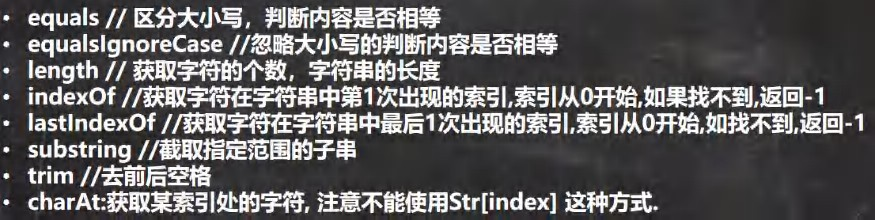 • equals // 区分大小写，判断内容是否相等
• equalsIgnoreCase //忽略大小写的判断内容是否相等
• length // 获取字符的个数，字符串的长度
• indexOf //获取字符在字符串中第1次出现的索引,索引从0开始,如果找不到,返回-1
• lastIndexOf //获取字符在字符串中最后1次出现的索引,索引从0开始,如找不到,返回-1
• substring //截取指定范围的子串
• trim //去前后空格
• charAt:获取某索引处的字符, 注意不能使用Str[index] 这种方式.